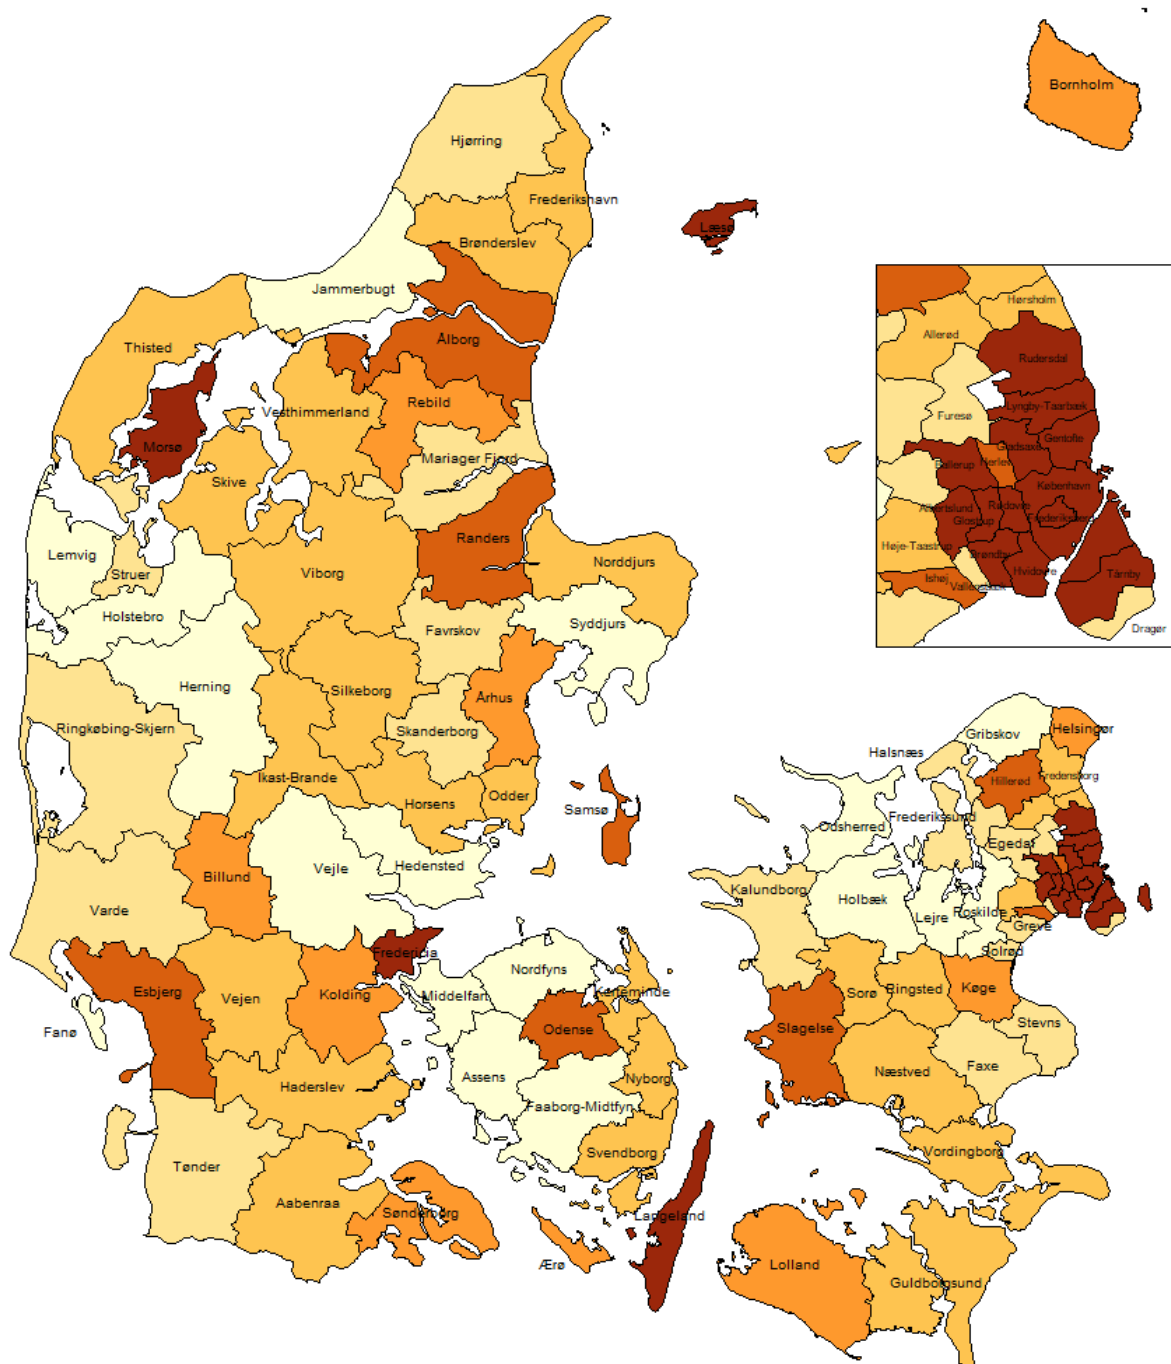 Bornholm
Hjørring
Frederikshavn
Læsø
Brønderslev
Jammerbugt
Hørsholm
Allerød
Ålborg
Thisted
Rudersdal
Rebild
Vesthimmerland
Lyngby-Taarbæk
Furesø
Gentofte
Morsø
Gladsaxe
Mariager Fjord
Ballerup
Herlev
Skive
København
Albertslund
Rødovre
Frederiksberg
Glostrup
Randers
Høje-Taastrup
Brøndby
Lemvig
Norddjurs
Struer
Viborg
Hvidovre
Tårnby
Ishøj
Vallensbæk
Holstebro
Favrskov
Syddjurs
Dragør
Herning
Silkeborg
Århus
Ringkøbing-Skjern
Skanderborg
Gribskov
Helsingør
Halsnæs
Ikast-Brande
Hillerød
Fredensborg
Horsens
Odder
Samsø
Frederikssund
Odsherred
Egedal
Vejle
Hedensted
Billund
Kalundborg
Holbæk
Varde
Lejre
Roskilde
Greve
Fredericia
Solrød
Nordfyns
Esbjerg
Vejen
Kolding
Middelfart
Kerteminde
Sorø
Ringsted
Køge
Fanø
Odense
Slagelse
Stevns
Assens
Nyborg
Næstved
Faxe
Haderslev
Faaborg-Midtfyn
Svendborg
Vordingborg
Tønder
Aabenraa
Sønderborg
Langeland
Ærø
Lolland
Guldborgsund